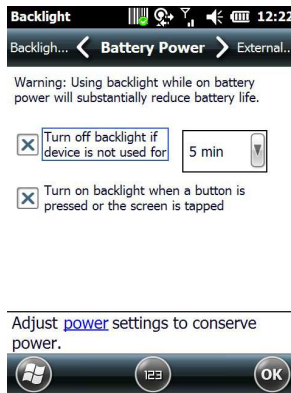 Backlight 12:22
Backligh... Battery Power External..
Warning: Using backlight while on battery
power will substantially reduce battery life.
Turn off backlight if
device is not used for 5 min
Turn on backlight when a button is
pressed or the screen is tapped
Adjust power settings to conserve
power.
123 OK